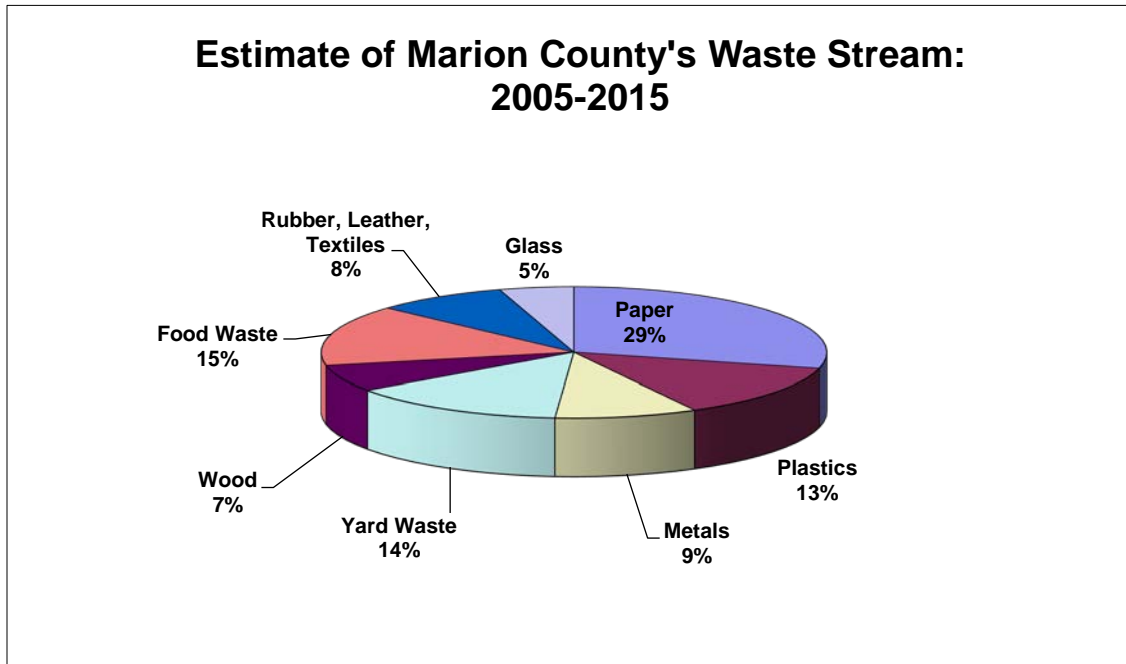 Estimate of Marion County's Waste Stream:
2005-2015
Rubber, Leather,
Textiles
8%
Glass
5%
Paper
29%
Food Waste
15%
Plastics
13%
Wood
7%
Yard Waste
14%
Metals
9%